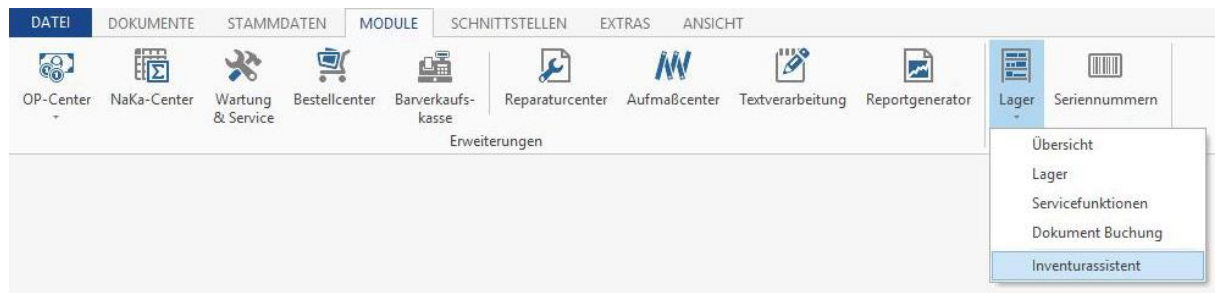 DATEI DOKUMENTE STAMMDATEN MODULE SCHNITTSTELLEN EXTRAS ANSICHT
OP-Center NaKa-Center Wartung Bestellcenter Barverkaufs- Reparaturcenter Aufmaßcenter Textverarbeitung Reportgenerator Lager Seriennummern
& Service kasse
Erweiterungen
Übersicht
Lager
Servicefunktionen
Dokument Buchung
Inventurassistent